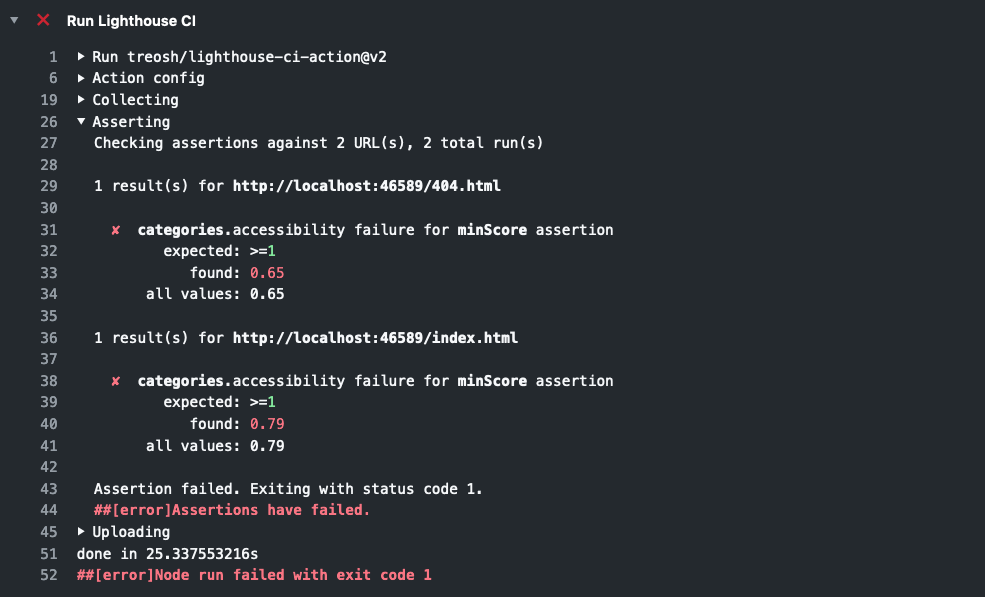 Run Lighthouse CI
1 Run treosh/lighthouse-ci-action@v2
6 Action config
19 Collecting
26 Asserting
27 Checking assertions against 2 URL(s), 2 total run(s)
28
29 1 result(s) for http://localhost:46589/404.html
30
31 ✘ categories.accessibility failure for minScore assertion
32 expected: >=1
33 found: 0.65
34 all values: 0.65
35
36 1 result(s) for http://localhost:46589/index.html
37
38 ✘ categories.accessibility failure for minScore assertion
39 expected: >=1
40 found: 0.79
41 all values: 0.79
42
43 Assertion failed. Exiting with status code 1.
44 ##[error]Assertions have failed.
45 Uploading
51 done in 25.337553216s
52 ##[error]Node run failed with exit code 1